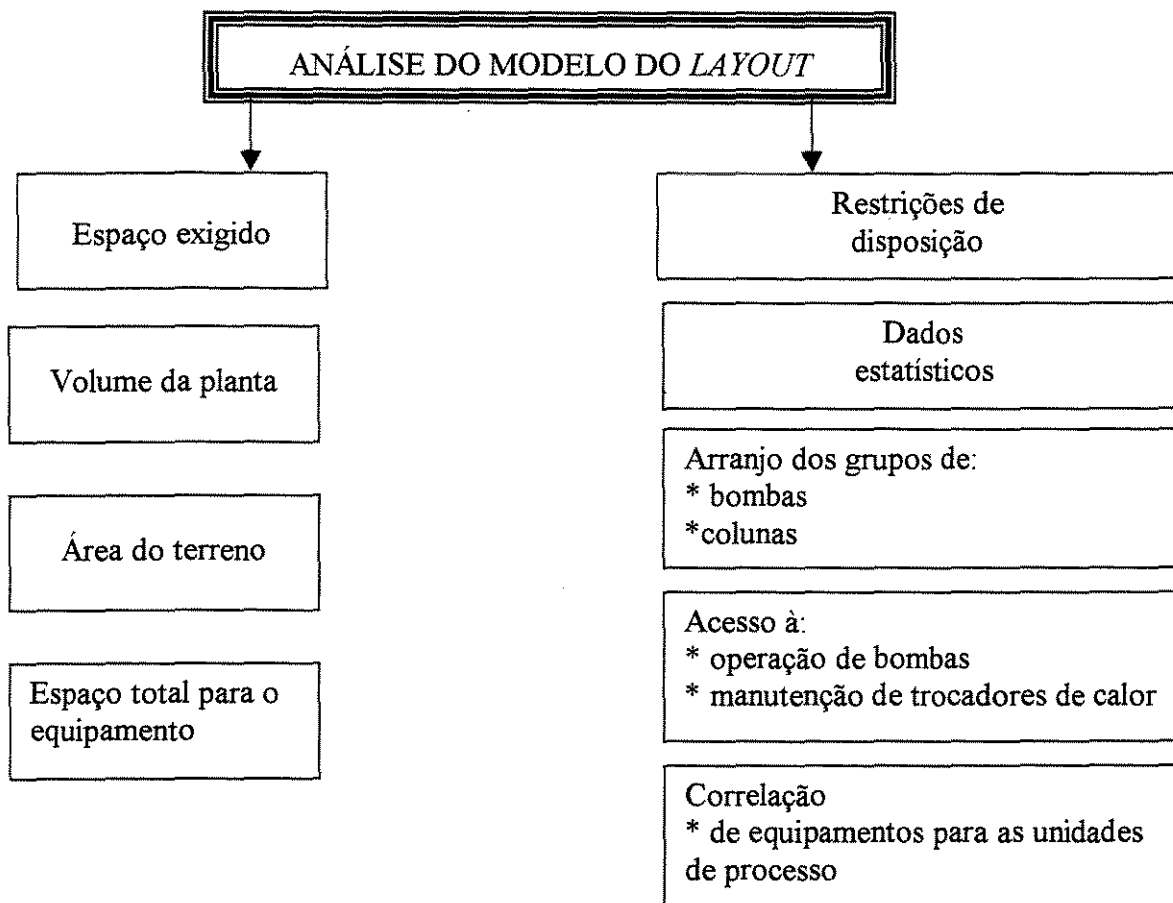 ANÁLISE DO MODELO DO LAYOUT
Espaço exigido
Volume da planta
Área do terreno
Espaço total para o
equipamento
Restrições de
disposição
Dados
estatísticos
Arranjo dos grupos de:
* bombas
*colunas
Acesso à:
* operação de bombas
* manutenção de trocadores de calor
Correlação
* de equipamentos para as unidades
de processo